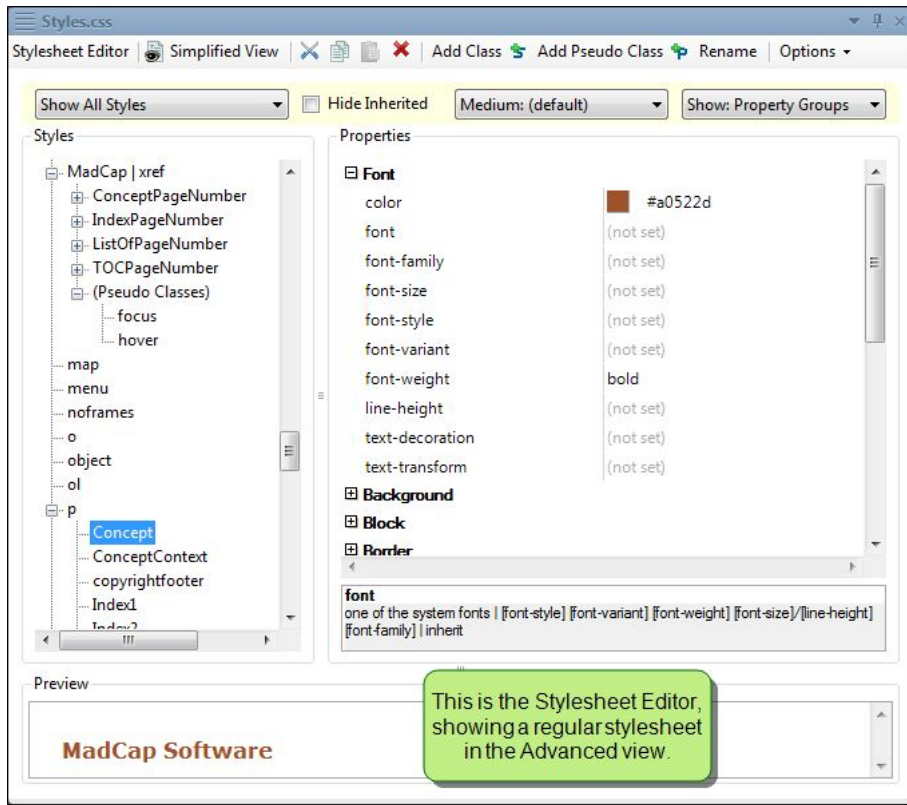 Styles.css
Stylesheet Editor Simplified View Add Class Add Pseudo Class Rename Options
Show All Styles Hide Inherited Medium: (default) Show: Property Groups
Styles
MadCap | xref
ConceptPageNumber
IndexPageNumber
ListOfPageNumber
TOCPageNumber
(Pseudo Classes)
focus
hover
map
menu
noframes
o
object
ol
p
Concept
ConceptContext
copyrightfooter
Index1
Index2
Properties
Font
color #a0522d
font (not set)
font-family (not set)
font-size (not set)
font-style (not set)
font-variant (not set)
font-weight bold
line-height (not set)
text-decoration (not set)
text-transform (not set)
Background
Block
Border
font
one of the system fonts | [font-style] [font-variant] [font-weight] [font-size]/[line-height]
[font-family] | inherit
Preview
MadCap Software
This is the Stylesheet Editor,
showing a regular stylesheet
in the Advanced view.